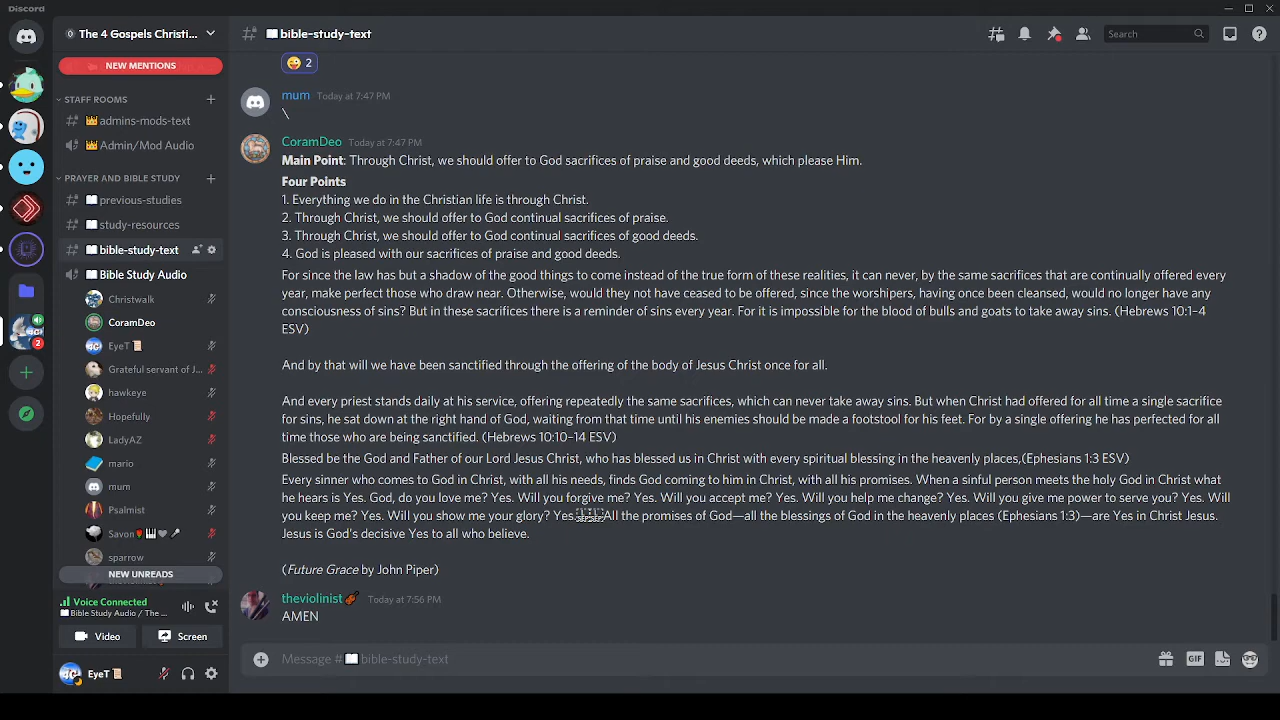 Discord
The 4 Gospels Christi...
bible-study-text
Search
NEW MENTIONS
STAFF ROOMS
admins-mods-text
Admin/Mod Audio
PRAYER AND BIBLE STUDY
previous-studies
study-resources
bible-study-text
Bible Study Audio
Christwalk
CoramDeo
EyeT
Grateful servant of J...
hawkeye
Hopefully
LadyAZ
mario
mum
Psalmist
Savon
sparrow
NEW UNREADS
2
Voice Connected
Bible Study Audio / The ...
Video
Screen
EyeT
2
mum Today at 7:47 PM
\
CoramDeo Today at 7:47 PM
Main Point: Through Christ, we should offer to God sacrifices of praise and good deeds, which please Him.
Four Points
1. Everything we do in the Christian life is through Christ.
2. Through Christ, we should offer to God continual sacrifices of praise.
3. Through Christ, we should offer to God continual sacrifices of good deeds.
4. God is pleased with our sacrifices of praise and good deeds.
For since the law has but a shadow of the good things to come instead of the true form of these realities, it can never, by the same sacrifices that are continually offered every
year, make perfect those who draw near. Otherwise, would they not have ceased to be offered, since the worshipers, having once been cleansed, would no longer have any
consciousness of sins? But in these sacrifices there is a reminder of sins every year. For it is impossible for the blood of bulls and goats to take away sins. (Hebrews 10:1–4
ESV)
And by that will we have been sanctified through the offering of the body of Jesus Christ once for all.
And every priest stands daily at his service, offering repeatedly the same sacrifices, which can never take away sins. But when Christ had offered for all time a single sacrifice
for sins, he sat down at the right hand of God, waiting from that time until his enemies should be made a footstool for his feet. For by a single offering he has perfected for all
time those who are being sanctified. (Hebrews 10:10–14 ESV)
Blessed be the God and Father of our Lord Jesus Christ, who has blessed us in Christ with every spiritual blessing in the heavenly places,(Ephesians 1:3 ESV)
Every sinner who comes to God in Christ, with all his needs, finds God coming to him in Christ, with all his promises. When a sinful person meets the holy God in Christ what
he hears is Yes. God, do you love me? Yes. Will you forgive me? Yes. Will you accept me? Yes. Will you help me change? Yes. Will you give me power to serve you? Yes. Will
you keep me? Yes. Will you show me your glory? Yes. All the promises of God—all the blessings of God in the heavenly places (Ephesians 1:3)—are Yes in Christ Jesus.
Jesus is God's decisive Yes to all who believe.
(Future Grace by John Piper)
theviolinist Today at 7:56 PM
AMEN
Message # bible-study-text
GIF